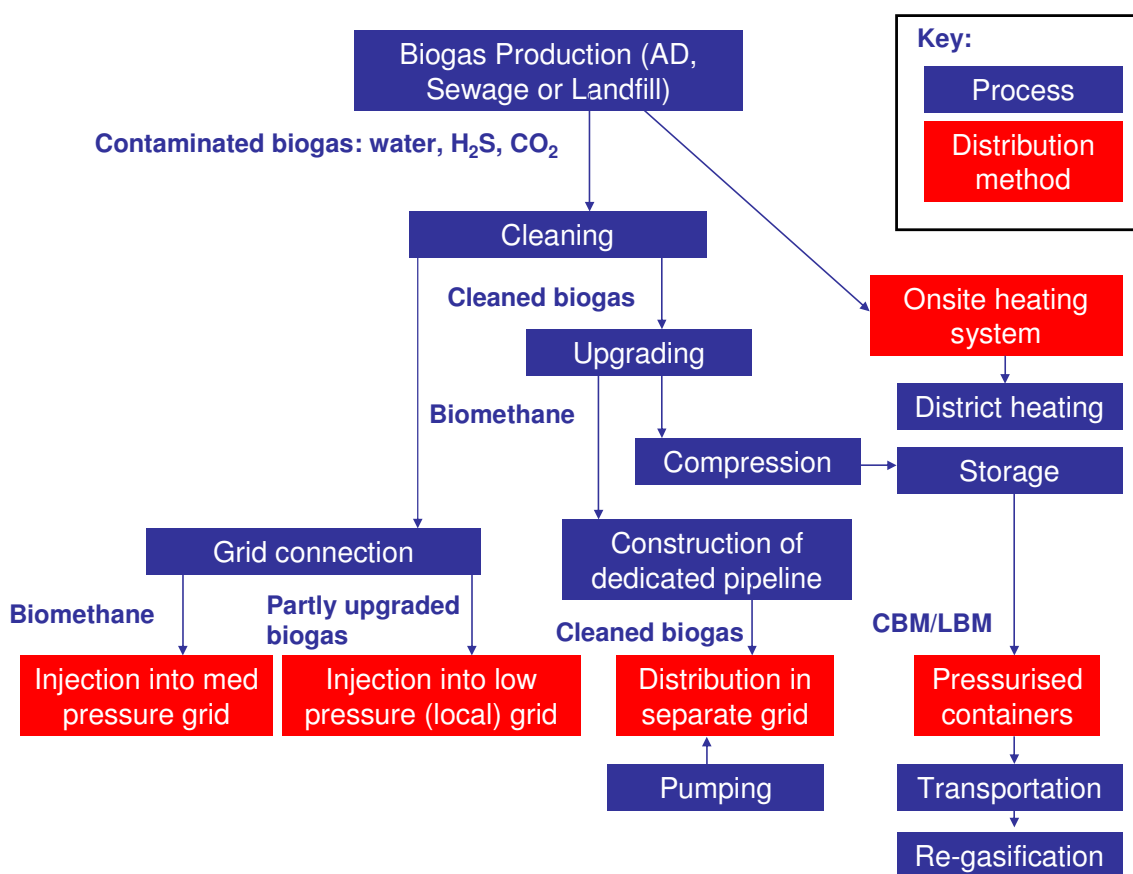 Key:
Process
Distribution
method
Biogas Production (AD,
Sewage or Landfill)
Contaminated biogas: water, H₂S, CO₂
Cleaning
Cleaned biogas
Onsite heating
system
Upgrading
District heating
Biomethane
Compression
Storage
Grid connection
Construction of
dedicated pipeline
Biomethane
Partly upgraded
biogas
Cleaned biogas
CBM/LBM
Injection into med
pressure grid
Injection into low
pressure (local) grid
Distribution in
separate grid
Pressurised
containers
Pumping
Transportation
Re-gasification